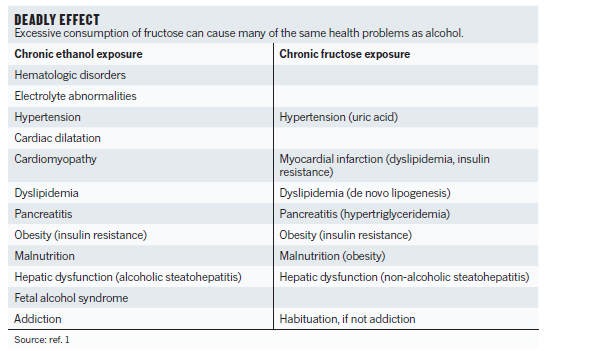 DEADLY EFFECT
Excessive consumption of fructose can cause many of the same health problems as alcohol.
Chronic ethanol exposure Chronic fructose exposure
Hematologic disorders
Electrolyte abnormalities
Hypertension Hypertension (uric acid)
Cardiac dilatation
Cardiomyopathy Myocardial infarction (dyslipidemia, insulin
resistance)
Dyslipidemia Dyslipidemia (de novo lipogenesis)
Pancreatitis Pancreatitis (hypertriglyceridemia)
Obesity (insulin resistance) Obesity (insulin resistance)
Malnutrition Malnutrition (obesity)
Hepatic dysfunction (alcoholic steatohepatitis) Hepatic dysfunction (non-alcoholic steatohepatitis)
Fetal alcohol syndrome
Addiction Habituation, if not addiction
Source: ref. 1